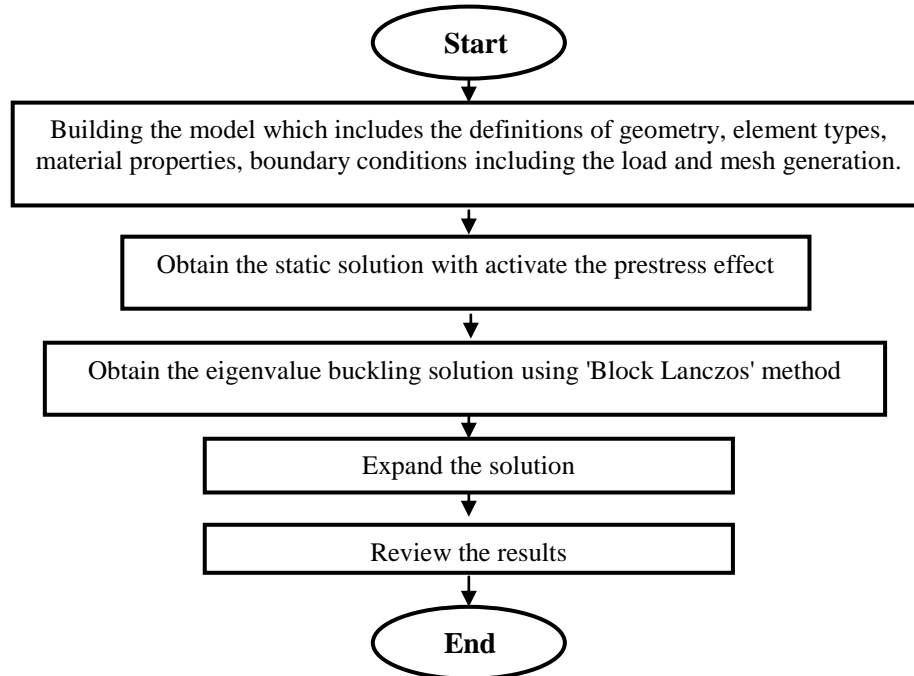 Start
Building the model which includes the definitions of geometry, element types,
material properties, boundary conditions including the load and mesh generation.
Obtain the static solution with activate the prestress effect
Obtain the eigenvalue buckling solution using 'Block Lanczos' method
Expand the solution
Review the results
End